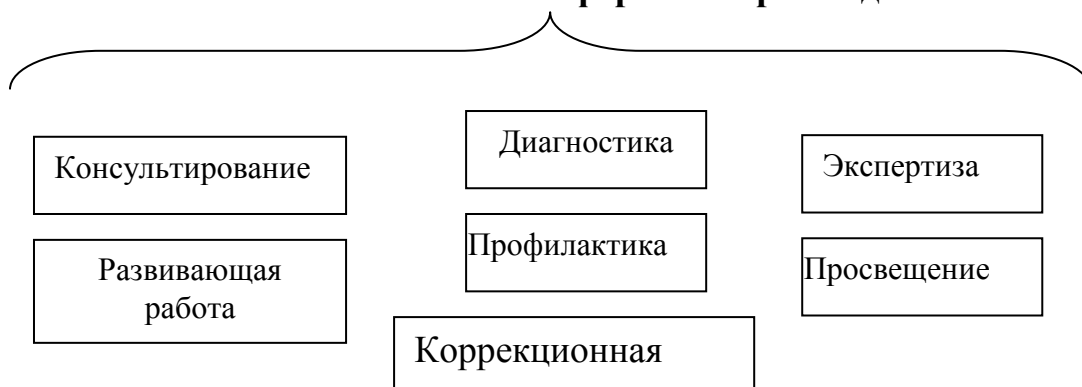 Диагностика
Консультирование
Экспертиза
Профилактика
Развивающая
работа
Просвещение
Коррекционная